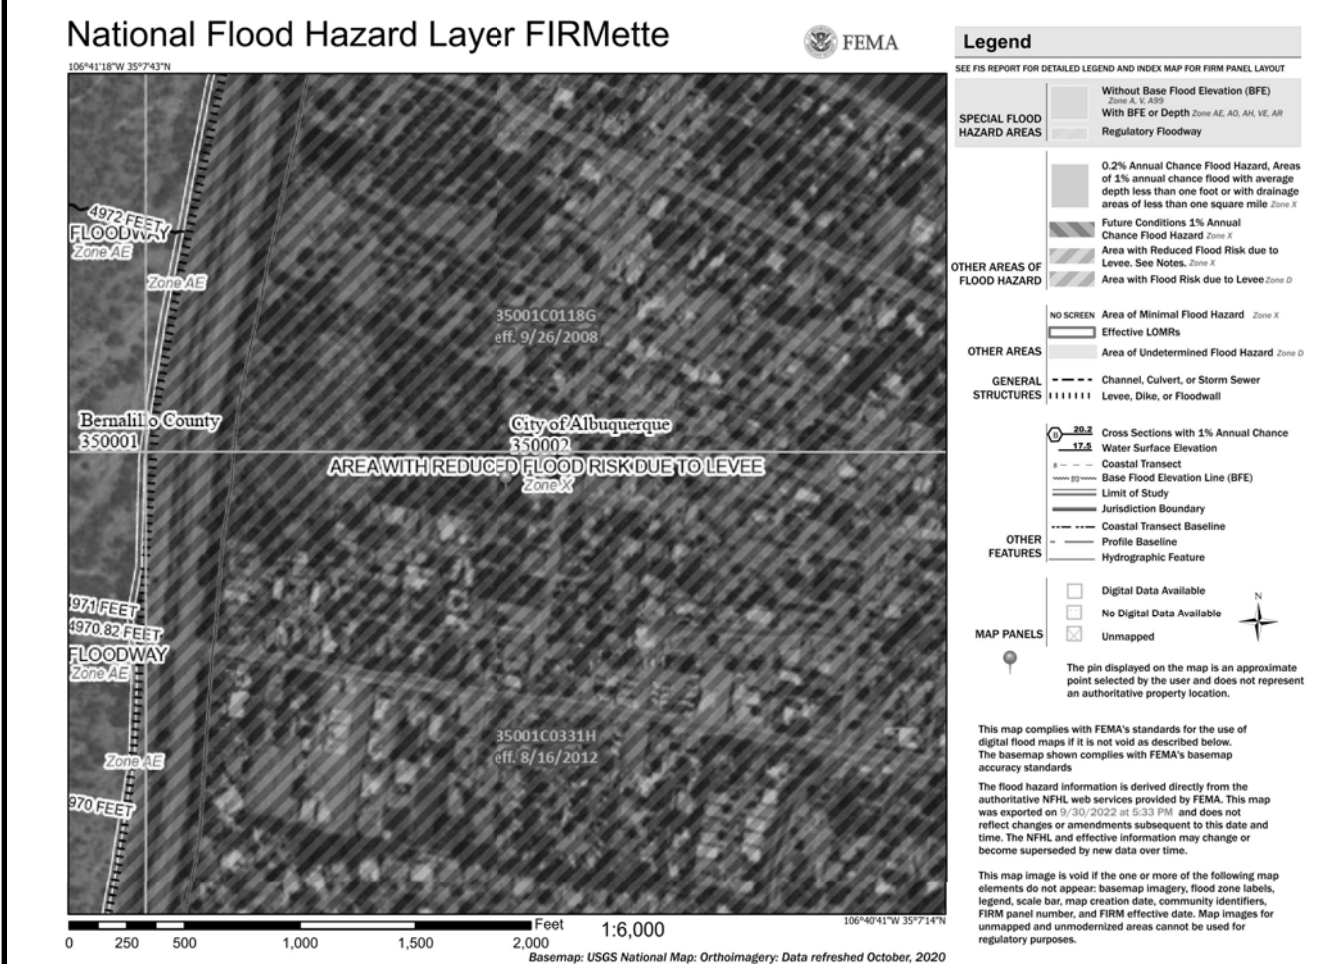 National Flood Hazard Layer FIRMette
FEMA
106°41'18"W 35°7'43"N
4972 FEET
FLOODWAY
Zone AE
Zone AE
35001C0118G
eff. 9/26/2008
Bernalillo County
350001
City of Albuquerque
350002
AREA WITH REDUCED FLOOD RISK DUE TO LEVEE
Zone X
971 FEET
4970.82 FEET
FLOODWAY
Zone AE
35001C0331H
eff. 8/16/2012
Zone AE
970 FEET
106°40'41"W 35°7'14"N
0 250 500 1,000 1,500 2,000
Feet
1:6,000
Basemap: USGS National Map: Orthoimagery: Data refreshed October, 2020
Legend
SEE FIS REPORT FOR DETAILED LEGEND AND INDEX MAP FOR FIRM PANEL LAYOUT
SPECIAL FLOOD
HAZARD AREAS
Without Base Flood Elevation (BFE)
Zone A, V, A99
With BFE or Depth Zone AE, AO, AH, VE, AR
Regulatory Floodway
0.2% Annual Chance Flood Hazard, Areas
of 1% annual chance flood with average
depth less than one foot or with drainage
areas of less than one square mile Zone X
Future Conditions 1% Annual
Chance Flood Hazard Zone X
Area with Reduced Flood Risk due to
Levee. See Notes. Zone X
Area with Flood Risk due to Levee Zone D
OTHER AREAS OF
FLOOD HAZARD
NO SCREEN Area of Minimal Flood Hazard Zone X
Effective LOMRs
OTHER AREAS
Area of Undetermined Flood Hazard Zone D
GENERAL
STRUCTURES
Channel, Culvert, or Storm Sewer
Levee, Dike, or Floodwall
B 20.2 Cross Sections with 1% Annual Chance
17.5 Water Surface Elevation
8 Coastal Transect
513 Base Flood Elevation Line (BFE)
Limit of Study
Jurisdiction Boundary
Coastal Transect Baseline
OTHER
FEATURES
Profile Baseline
Hydrographic Feature
Digital Data Available
No Digital Data Available
Unmapped
MAP PANELS
N
The pin displayed on the map is an approximate
point selected by the user and does not represent
an authoritative property location.
This map complies with FEMA's standards for the use of
digital flood maps if it is not void as described below.
The basemap shown complies with FEMA's basemap
accuracy standards
The flood hazard information is derived directly from the
authoritative NFHL web services provided by FEMA. This map
was exported on 9/30/2022 at 5:33 PM and does not
reflect changes or amendments subsequent to this date and
time. The NFHL and effective information may change or
become superseded by new data over time.
This map image is void if the one or more of the following map
elements do not appear: basemap imagery, flood zone labels,
legend, scale bar, map creation date, community identifiers,
FIRM panel number, and FIRM effective date. Map images for
unmapped and unmodernized areas cannot be used for
regulatory purposes.